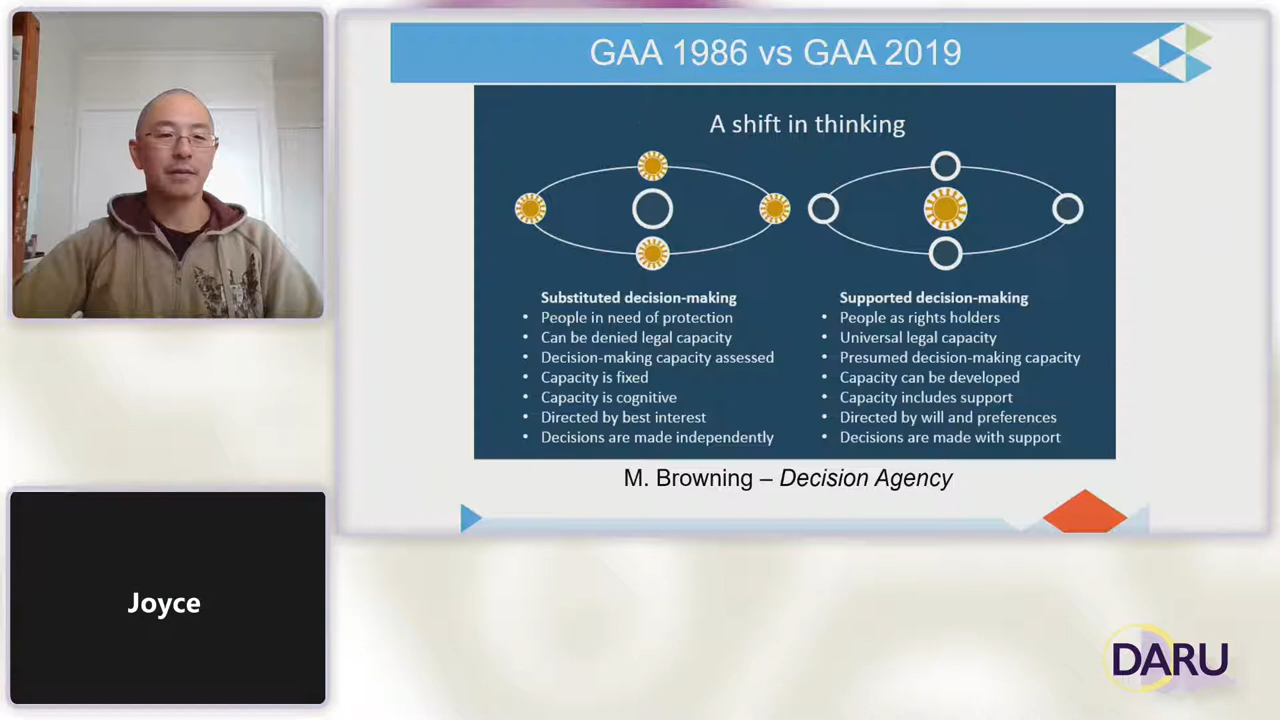 GAA 1986 vs GAA 2019
A shift in thinking
Substituted decision-making
• People in need of protection
• Can be denied legal capacity
• Decision-making capacity assessed
• Capacity is fixed
• Capacity is cognitive
• Directed by best interest
• Decisions are made independently
Supported decision-making
• People as rights holders
• Universal legal capacity
• Presumed decision-making capacity
• Capacity can be developed
• Capacity includes support
• Directed by will and preferences
• Decisions are made with support
M. Browning – Decision Agency
Joyce
DARU